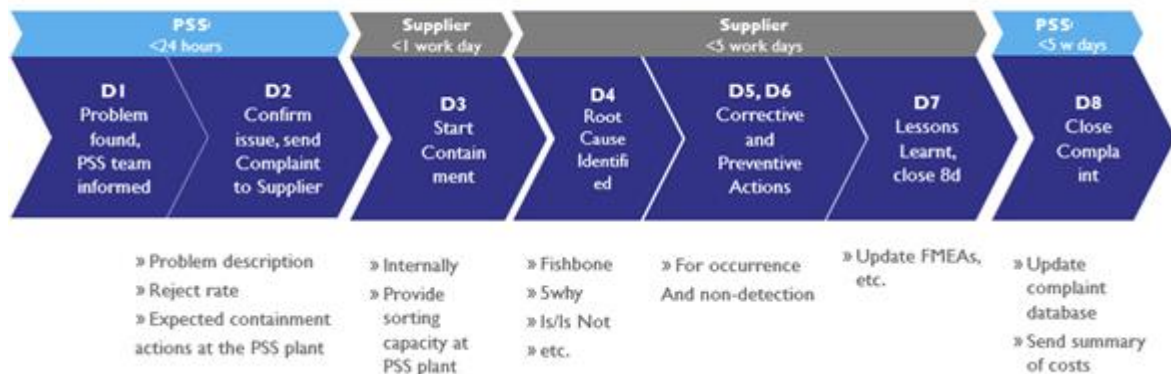 PSS
<24 hours
Supplier
<1 work day
Supplier
<5 work days
PSS
<5 w days
D1
Problem
found,
PSS team
informed
D2
Confirm
issue, send
Complaint
to Supplier
D3
Start
Contain
ment
D4
Root
Cause
Identifi
ed
D5, D6
Corrective
and
Preventive
Actions
D7
Lessons
Learnt,
close 8d
D8
Close
Compla
int
» Problem description
» Reject rate
» Expected containment
actions at the PSS plant
» Internally
» Provide
sorting
capacity at
PSS plant
» Fishbone
» 5why
» Is/Is Not
» etc.
» For occurrence
And non-detection
» Update FMEAs,
etc.
» Update
complaint
database
» Send summary
of costs